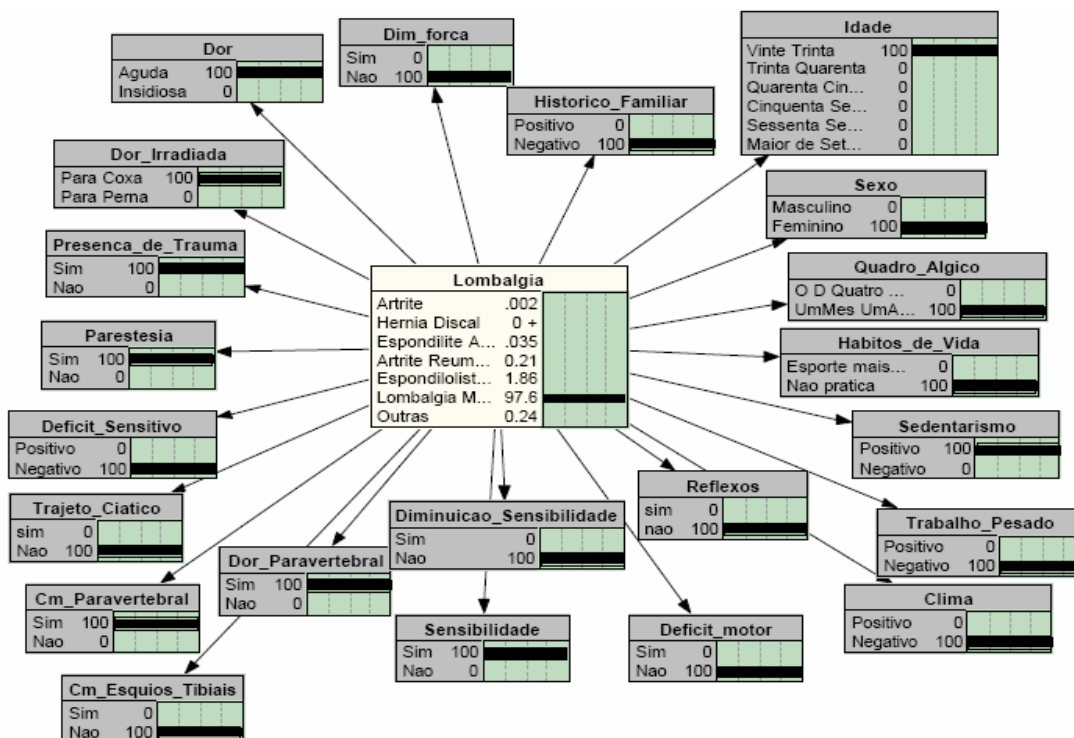 Dor
Aguda 100
Insidiosa 0
Dim_forca
Sim 0
Nao 100
Historico_Familiar
Positivo 0
Negativo 100
Idade
Vinte Trinta 100
Trinta Quarenta 0
Quarenta Cin... 0
Cinquenta Se... 0
Sessenta Se... 0
Maior de Set... 0
Dor_Irradiada
Para Coxa 100
Para Perna 0
Sexo
Masculino 0
Feminino 100
Presenca_de_Trauma
Sim 100
Nao 0
Lombalgia
Artrite .002
Hernia Discal 0 +
Espondilite A... .035
Artrite Reum... 0.21
Espondilolist... 1.86
Lombalgia M... 97.6
Outras 0.24
Quadro_Algico
O D Quatro ... 0
UmMes UmA... 100
Parestesia
Sim 100
Nao 0
Habitos_de_Vida
Esporte mais... 0
Nao pratica 100
Deficit_Sensitivo
Positivo 0
Negativo 100
Sedentarismo
Positivo 100
Negativo 0
Trajeto_Ciatico
sim 0
Nao 100
Diminuicao_Sensibilidade
Sim 0
Nao 100
Reflexos
sim 0
nao 100
Trabalho_Pesado
Positivo 0
Negativo 100
Dor_Paravertebral
Sim 100
Nao 0
Cm_Paravertebral
Sim 100
Nao 0
Sensibilidade
Sim 100
Nao 0
Deficit_motor
Sim 0
Nao 100
Clima
Positivo 0
Negativo 100
Cm_Esquios_Tibiais
Sim 0
Nao 100